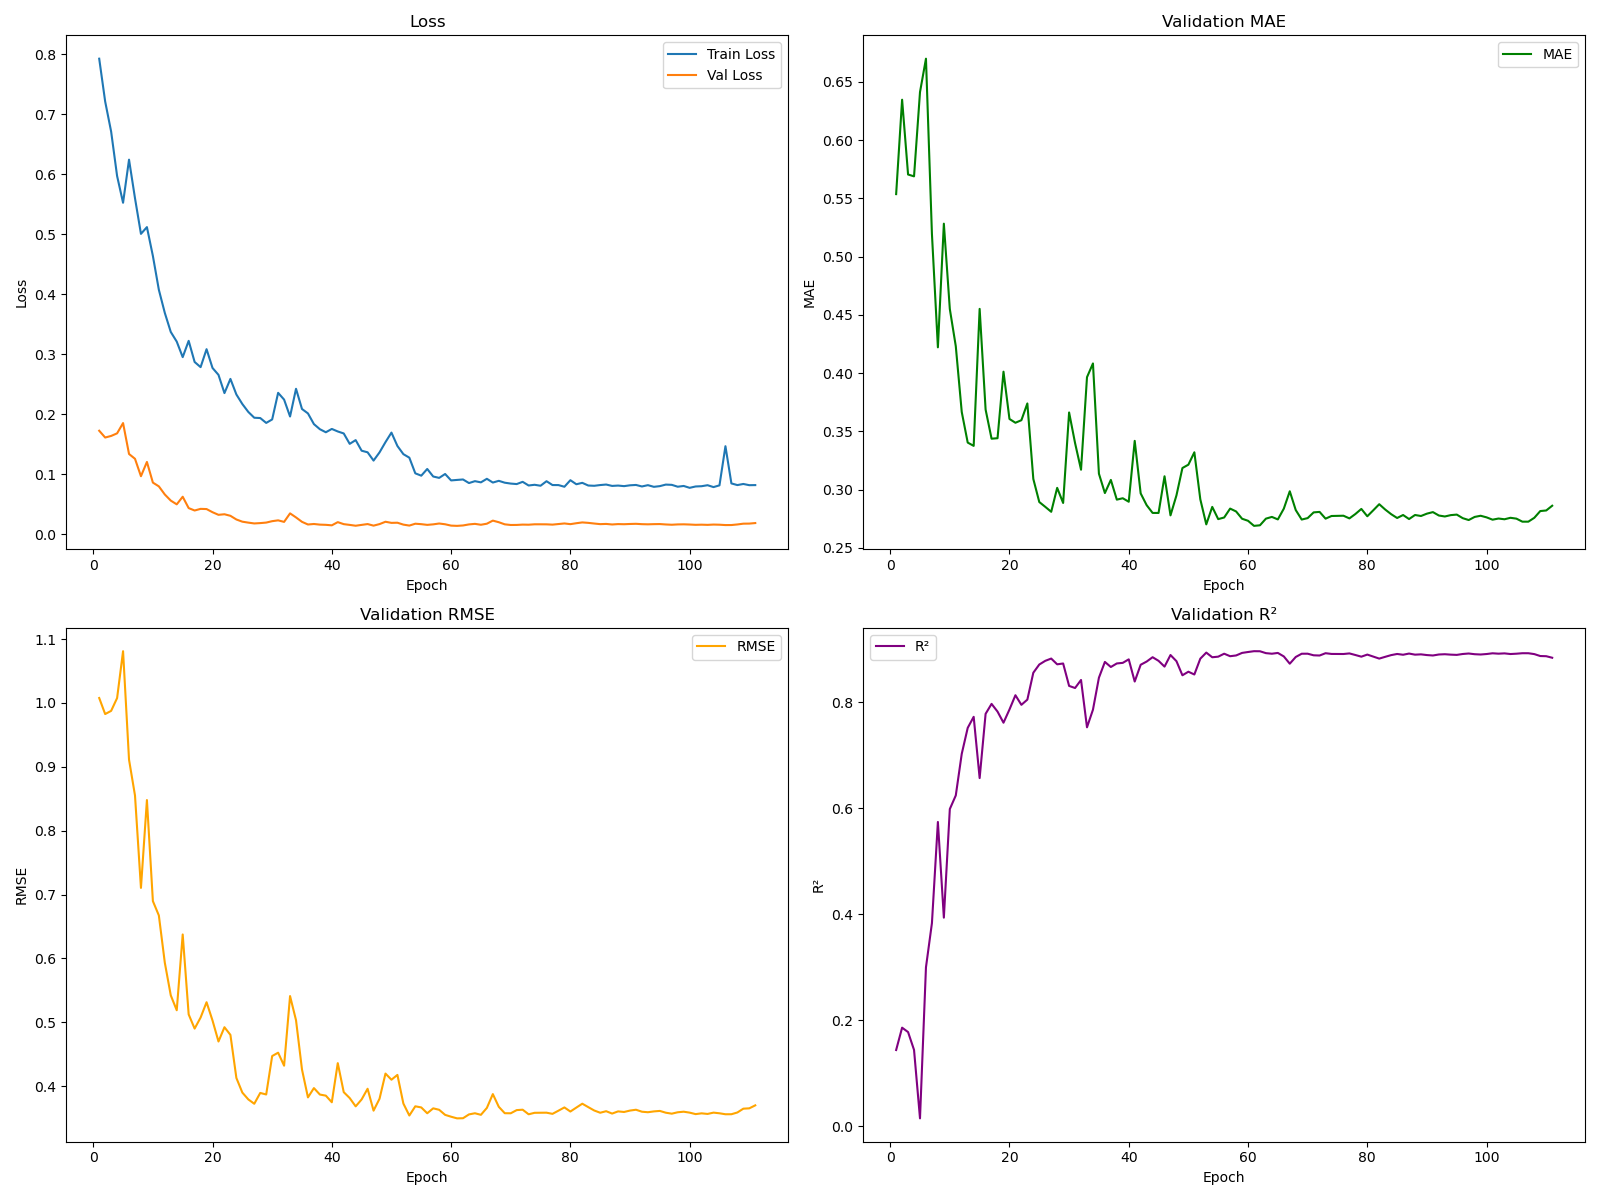 Loss
Train Loss
Val Loss
0.8
0.7
0.6
0.5
0.4
0.3
0.2
0.1
0.0
Loss
0 20 40 60 80 100
Epoch
Validation MAE
MAE
0.65
0.60
0.55
0.50
0.45
0.40
0.35
0.30
0.25
MAE
0 20 40 60 80 100
Epoch
Validation RMSE
RMSE
1.1
1.0
0.9
0.8
0.7
0.6
0.5
0.4
RMSE
0 20 40 60 80 100
Epoch
Validation R²
R²
0.8
0.6
0.4
0.2
0.0
R²
0 20 40 60 80 100
Epoch